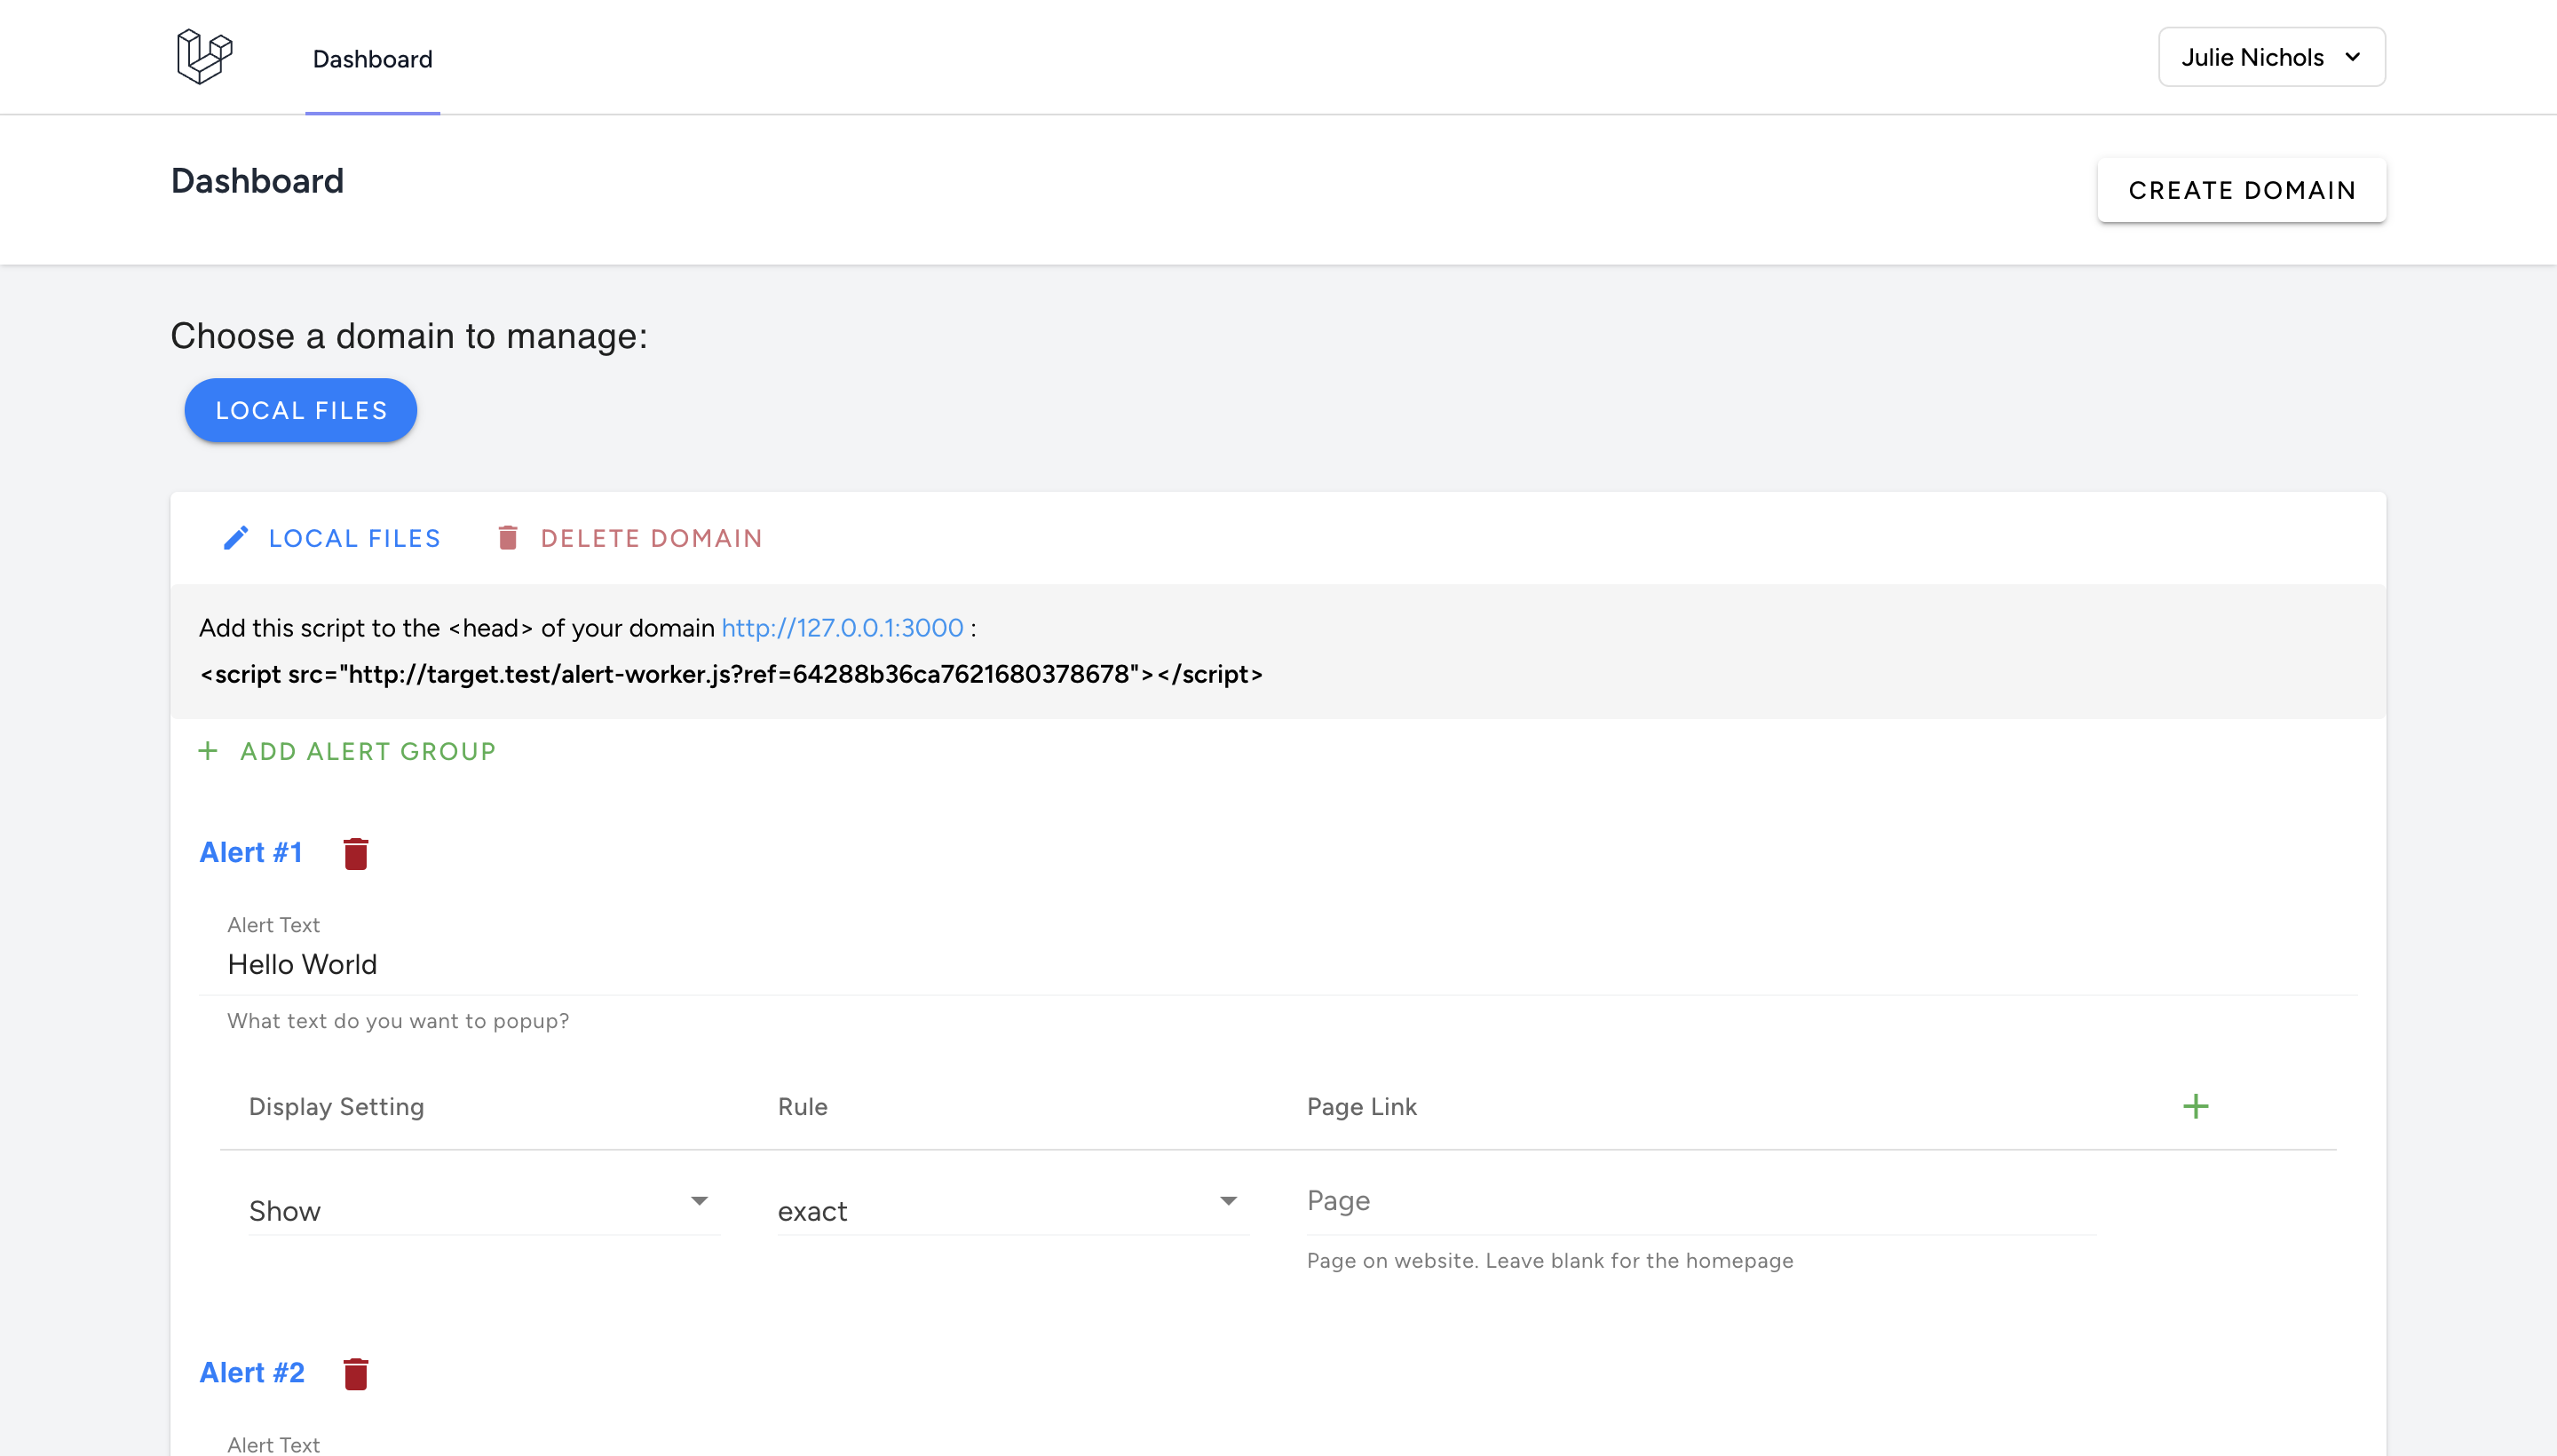 Dashboard
Julie Nichols
Dashboard
CREATE DOMAIN
Choose a domain to manage:
LOCAL FILES
LOCAL FILES
DELETE DOMAIN
Add this script to the <head> of your domain http://127.0.0.1:3000 :
<script src="http://target.test/alert-worker.js?ref=64288b36ca7621680378678"></script>
+ ADD ALERT GROUP
Alert #1
Alert Text
Hello World
What text do you want to popup?
Display Setting Rule Page Link +
Show exact Page
Page on website. Leave blank for the homepage
Alert #2
Alert Text